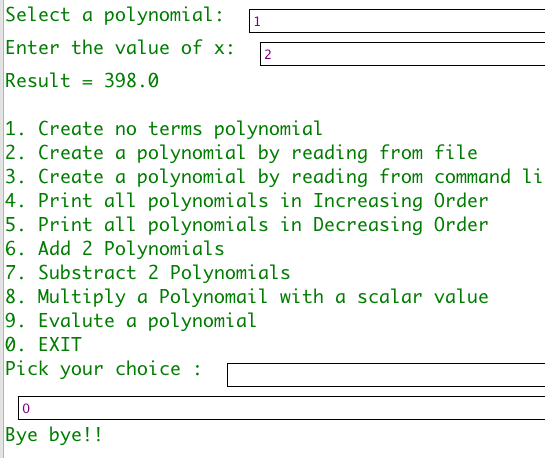 Select a polynomial: 1
Enter the value of x: 2
Result = 398.0
1. Create no terms polynomial
2. Create a polynomial by reading from file
3. Create a polynomial by reading from command li
4. Print all polynomials in Increasing Order
5. Print all polynomials in Decreasing Order
6. Add 2 Polynomials
7. Substract 2 Polynomials
8. Multiply a Polynomail with a scalar value
9. Evalute a polynomial
0. EXIT
Pick your choice :
0
Bye bye!!